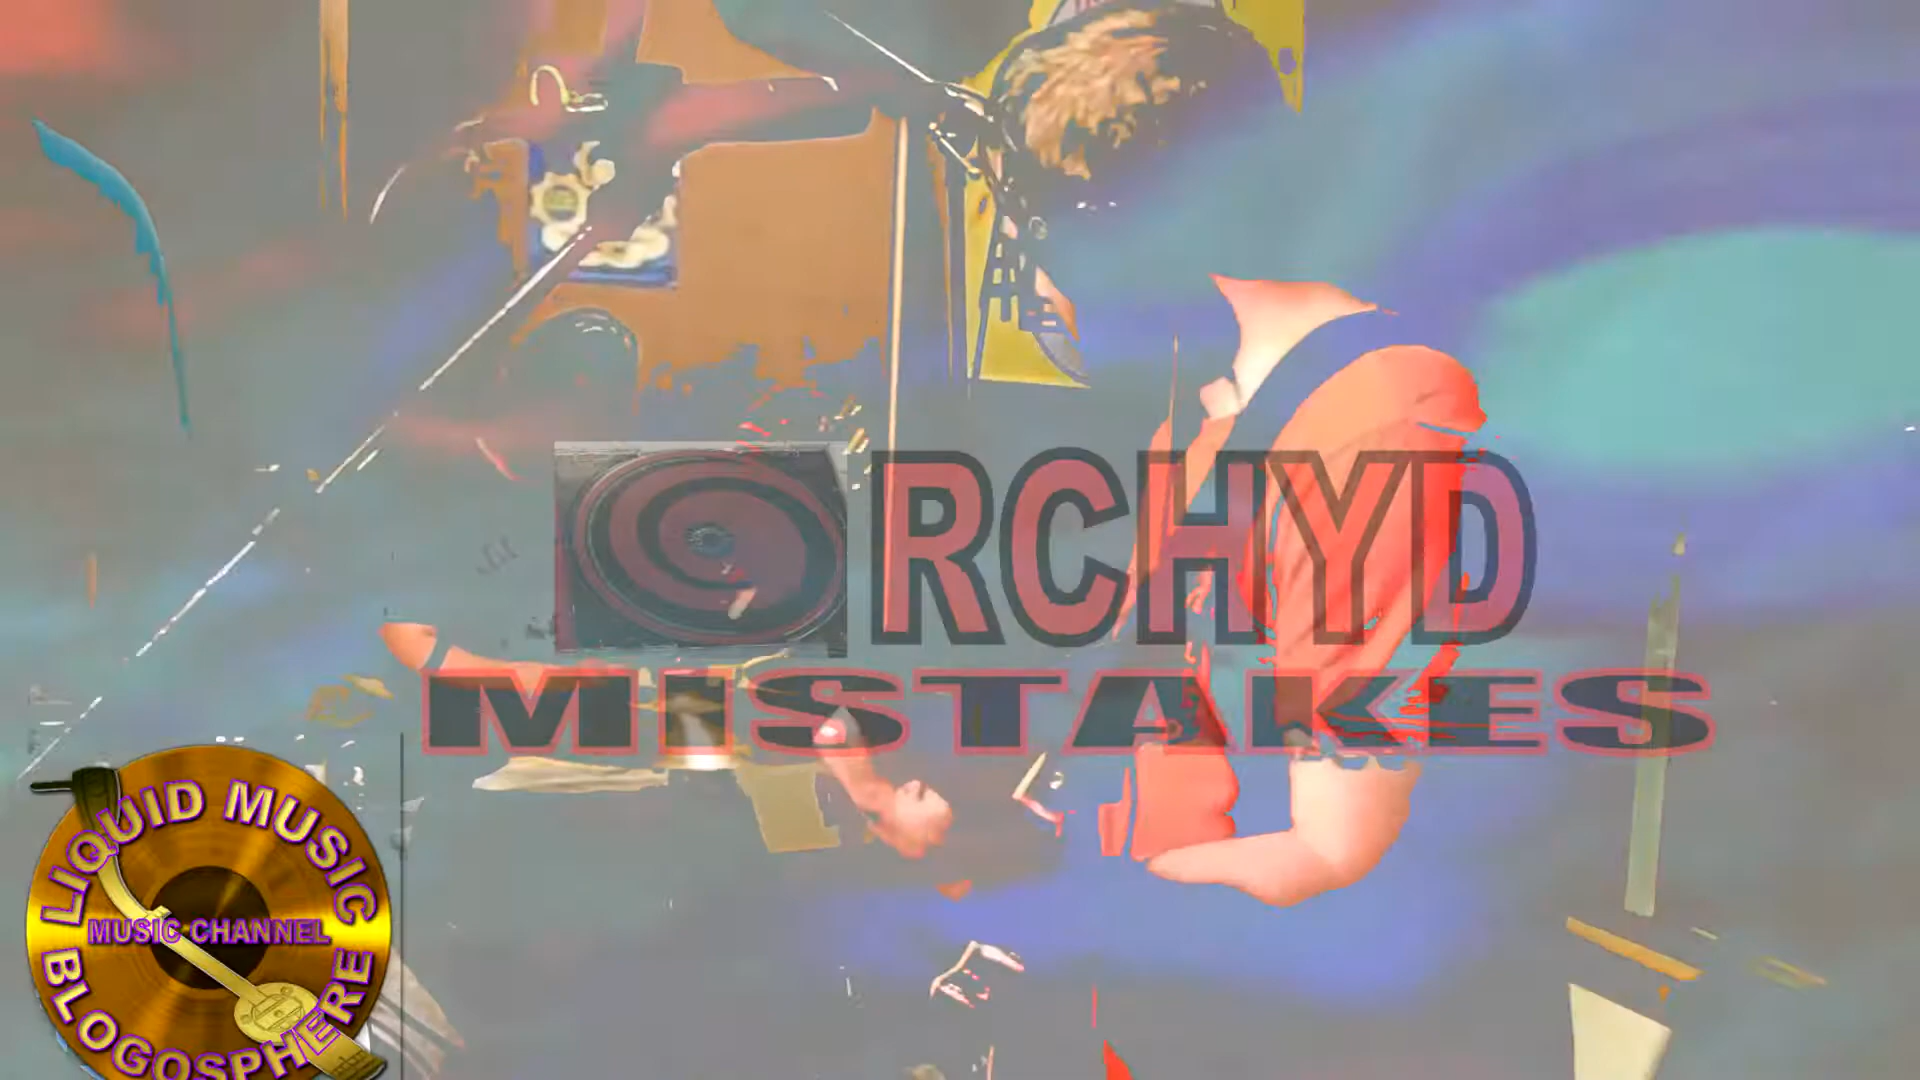 ORCHYD
MISTAKES
LIQUID MUSIC
MUSIC CHANNEL
BLOGOSPHERE